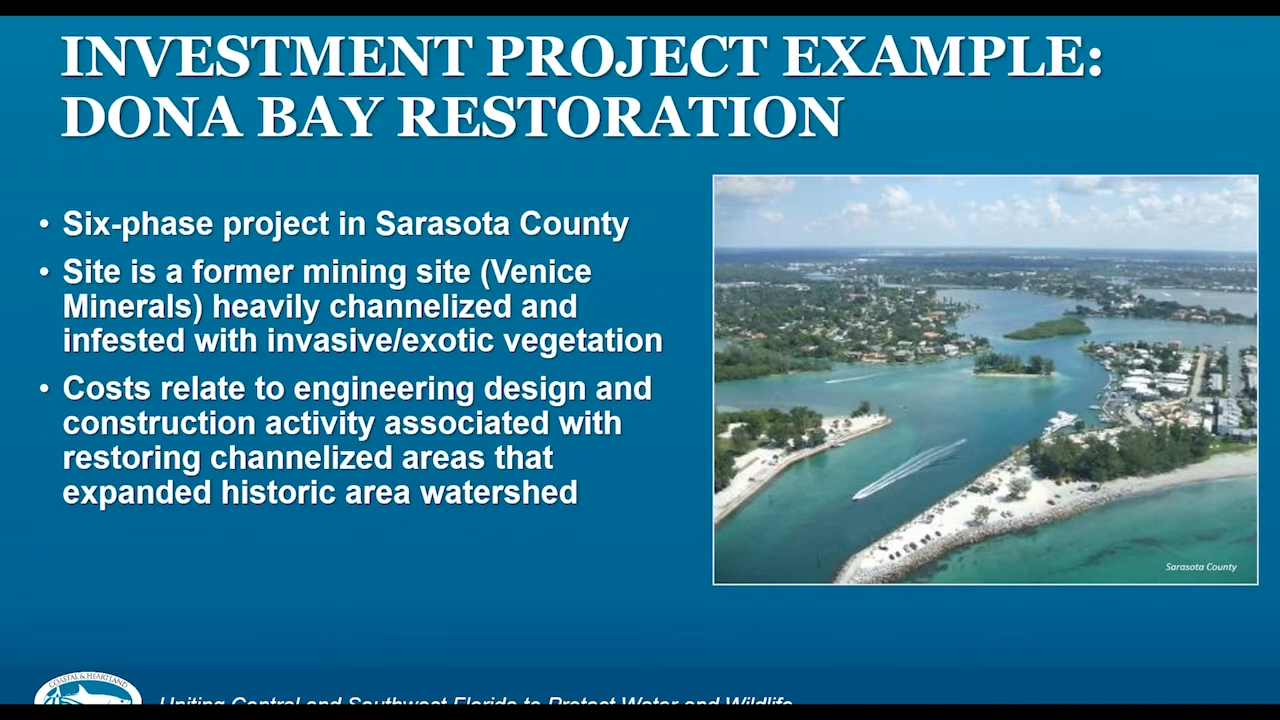 INVESTMENT PROJECT EXAMPLE:
DONA BAY RESTORATION
• Six-phase project in Sarasota County
• Site is a former mining site (Venice
Minerals) heavily channelized and
infested with invasive/exotic vegetation
• Costs relate to engineering design and
construction activity associated with
restoring channelized areas that
expanded historic area watershed
Sarasota County
COASTAL & HEARTLAND
Uniting Central and Southwest Florida to Protect Water and Wildlife